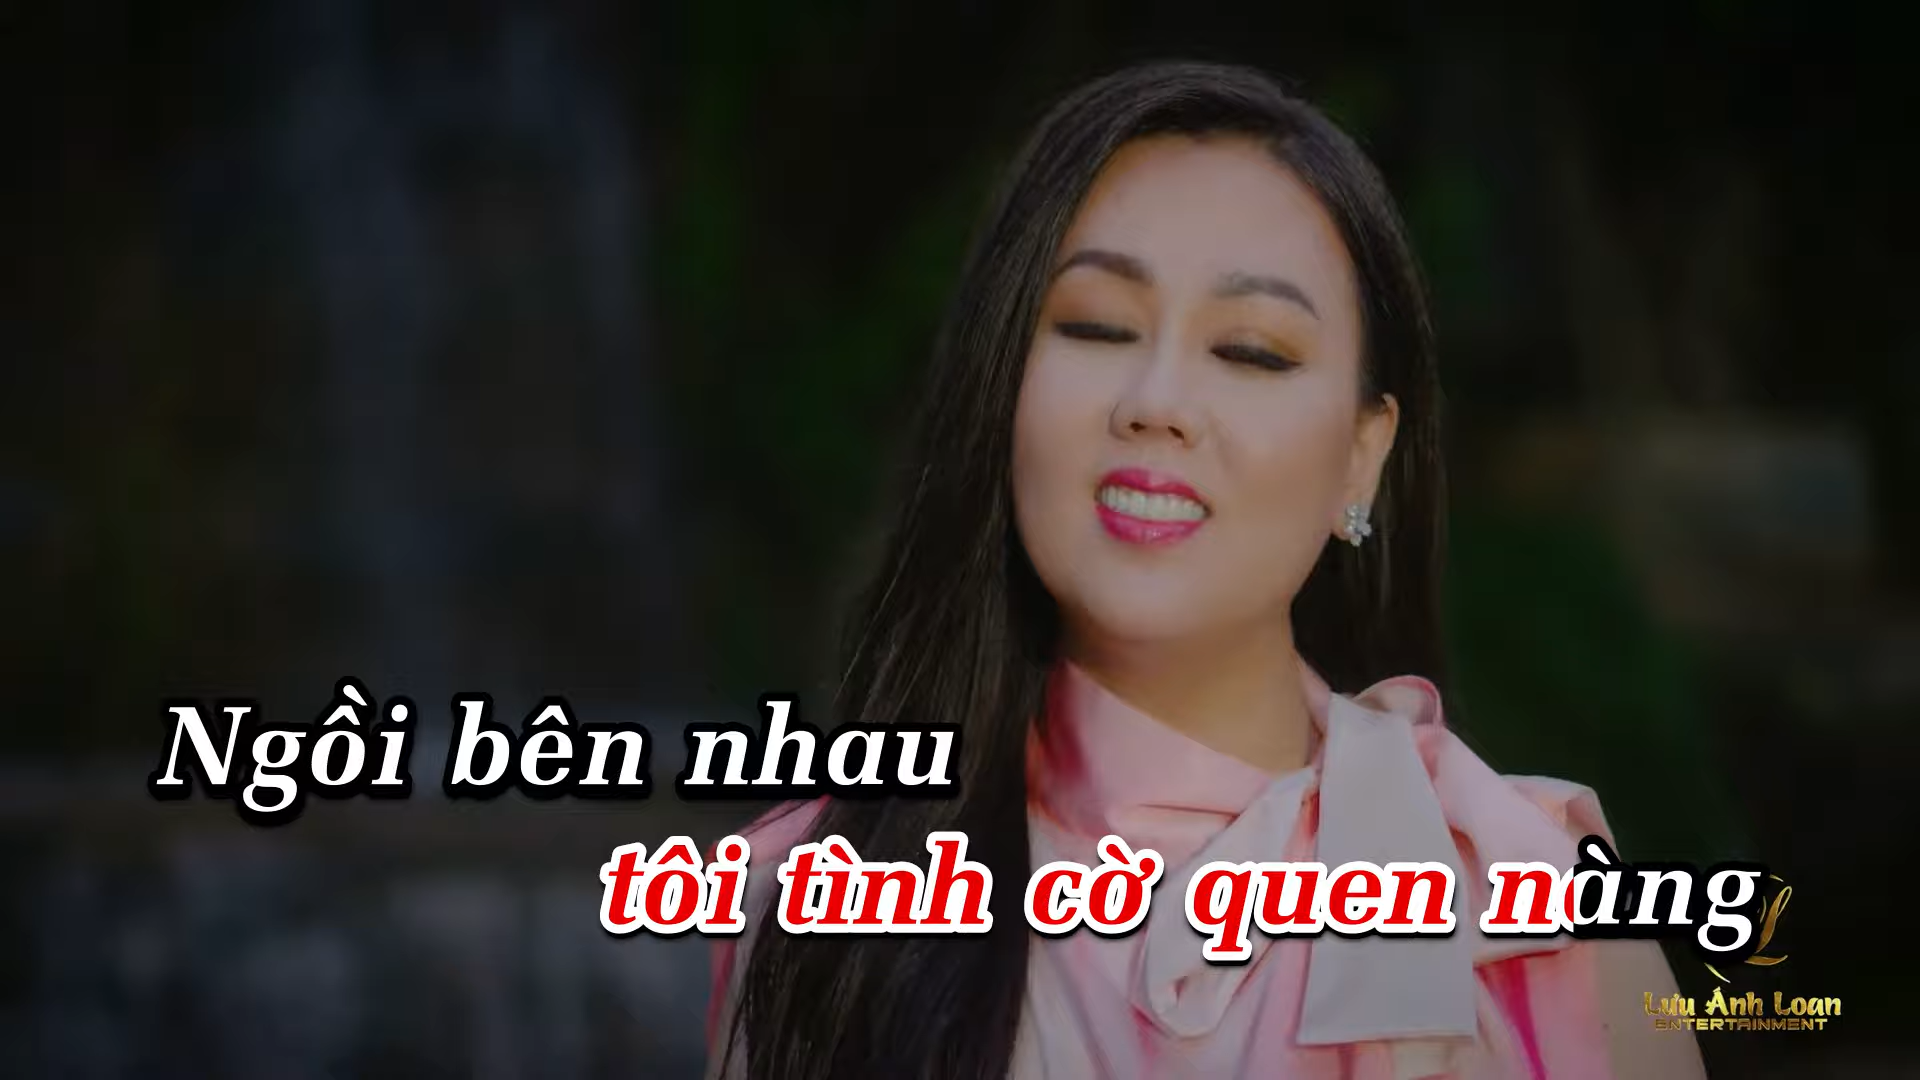 Ngồi bên nhau
tôi tình cờ quen nàng
L
Lưu Ánh Loan
ENTERTAINMENT